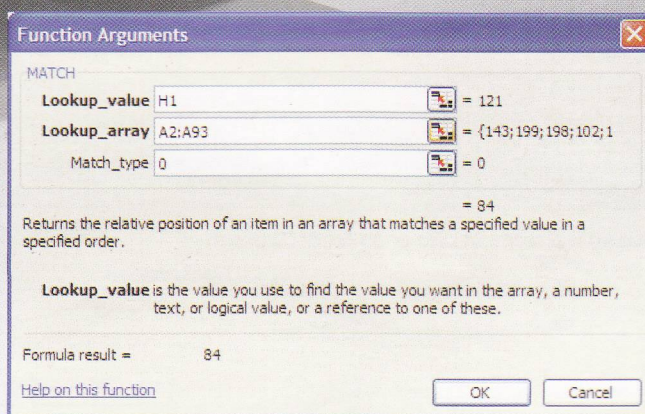 Function Arguments
MATCH
Lookup_value H1 = 121
Lookup_array A2:A93 = {143;199;198;102;1
Match_type 0 = 0
= 84
Returns the relative position of an item in an array that matches a specified value in a
specified order.
Lookup_value is the value you use to find the value you want in the array, a number,
text, or logical value, or a reference to one of these.
Formula result = 84
Help on this function
OK Cancel